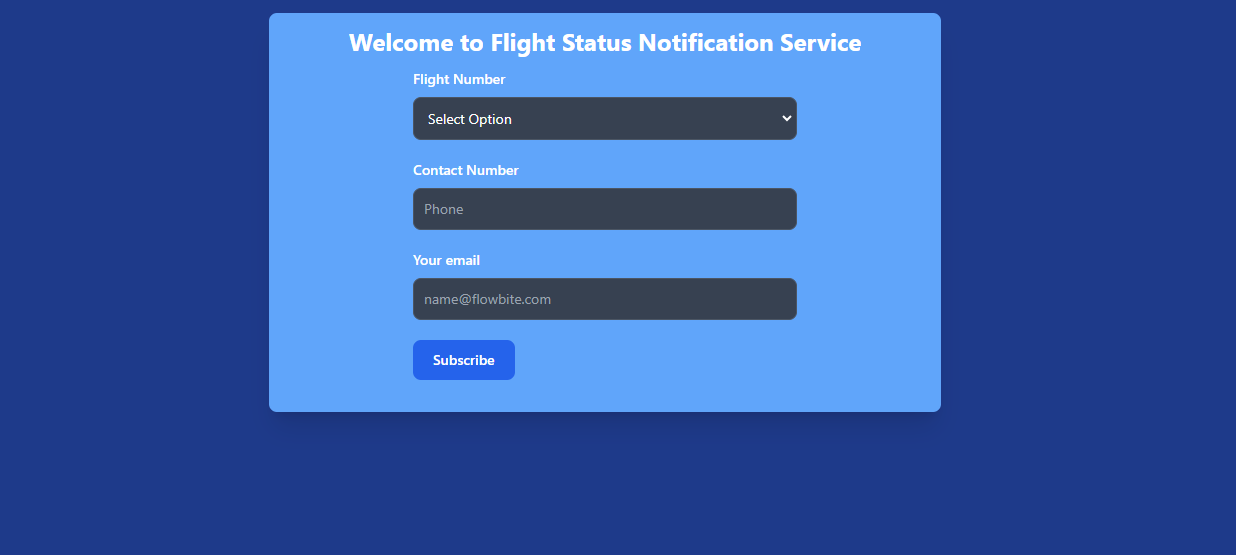 Welcome to Flight Status Notification Service
Flight Number
Select Option
Contact Number
Phone
Your email
name@flowbite.com
Subscribe